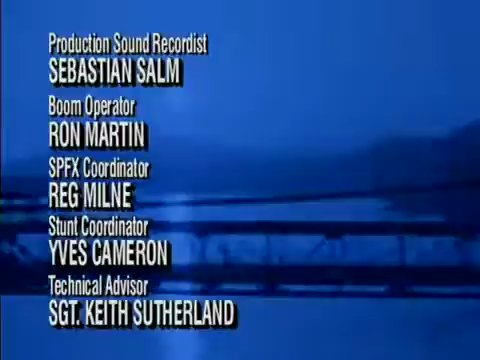 Production Sound Recordist
SEBASTIAN SALM
Boom Operator
RON MARTIN
SPFX Coordinator
REG MILNE
Stunt Coordinator
YVES CAMERON
Technical Advisor
SGT. KEITH SUTHERLAND